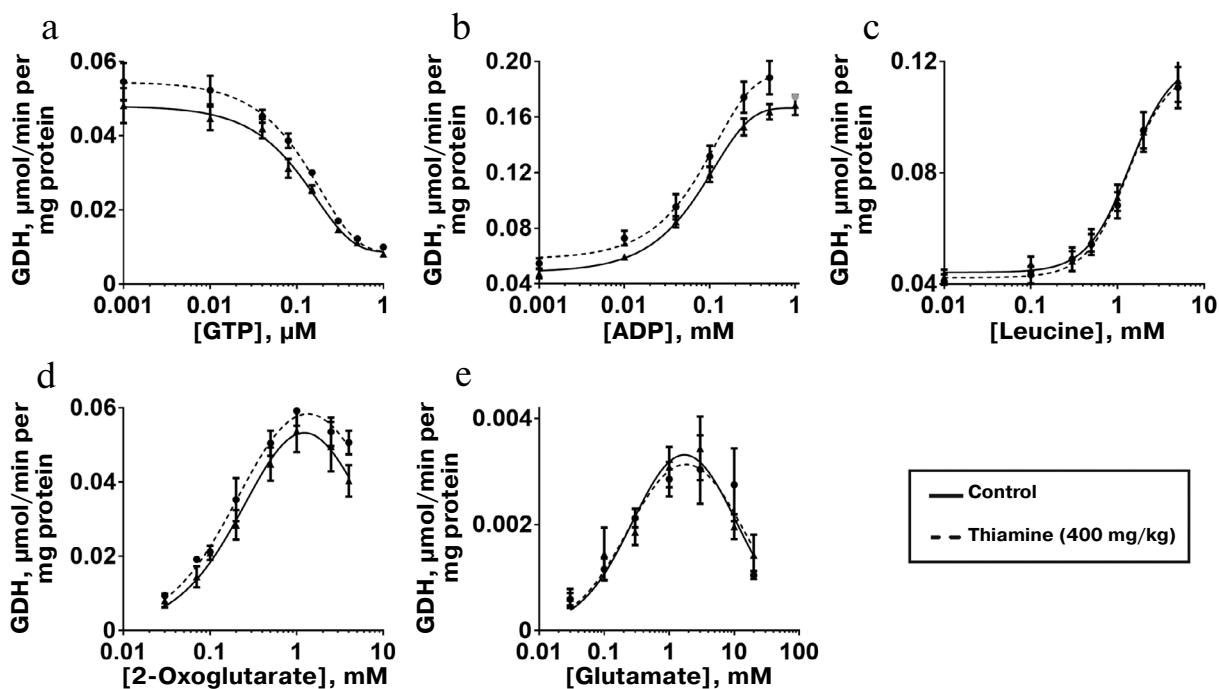 a
GDH, µmol/min per
mg protein
0.06
0.04
0.02
0
0.001
0.01
0.1
1
[GTP], µM
b
GDH, µmol/min per
mg protein
0.20
0.16
0.12
0.08
0.04
0.001
0.01
0.1
1
[ADP], mM
c
GDH, µmol/min per
mg protein
0.12
0.08
0.04
0.01
0.1
1
10
[Leucine], mM
d
GDH, µmol/min per
mg protein
0.06
0.04
0.02
0
0.01
0.1
1
10
[2-Oxoglutarate], mM
e
GDH, µmol/min per
mg protein
0.004
0.002
0
0.01
0.1
1
10
100
[Glutamate], mM
Control
Thiamine (400 mg/kg)